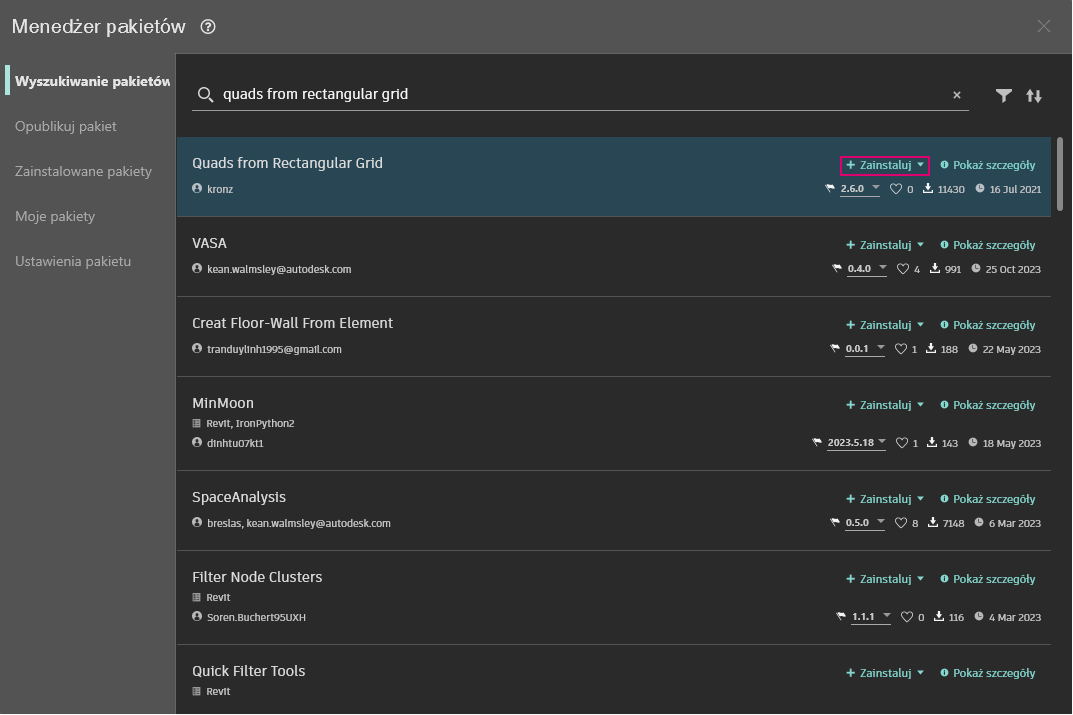 Menedżer pakietów
Wyszukiwanie pakietów
Opublikuj pakiet
Zainstalowane pakiety
Moje pakiety
Ustawienia pakietu
quads from rectangular grid
Quads from Rectangular Grid
+ Zainstaluj Pokaż szczegóły
kronz
2.6.0 0 11430 16 Jul 2021
VASA
+ Zainstaluj Pokaż szczegóły
kean.walmsley@autodesk.com
0.4.0 4 991 25 Oct 2023
Creat Floor-Wall From Element
+ Zainstaluj Pokaż szczegóły
tranduylinh1995@gmail.com
0.0.1 1 188 22 May 2023
MinMoon
+ Zainstaluj Pokaż szczegóły
Revit, IronPython2
dinhtu07kt1
2023.5.18 1 143 18 May 2023
SpaceAnalysis
+ Zainstaluj Pokaż szczegóły
breslas, kean.walmsley@autodesk.com
0.5.0 8 7148 6 Mar 2023
Filter Node Clusters
+ Zainstaluj Pokaż szczegóły
Revit
Soren.Buchert95UXH
1.1.1 0 116 4 Mar 2023
Quick Filter Tools
+ Zainstaluj Pokaż szczegóły
Revit